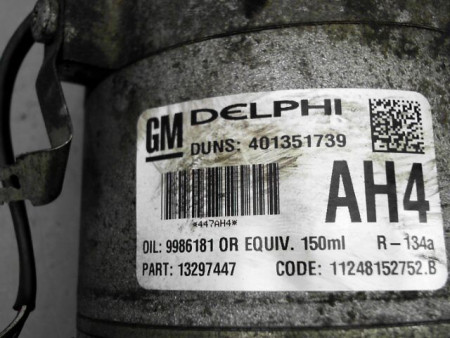 GM DELPHI
DUNS: 401351739
*447AH4*
AH4
OIL: 9986181 OR EQUIV. 150ml R-134a
PART: 13297447 CODE: 11248152752.B